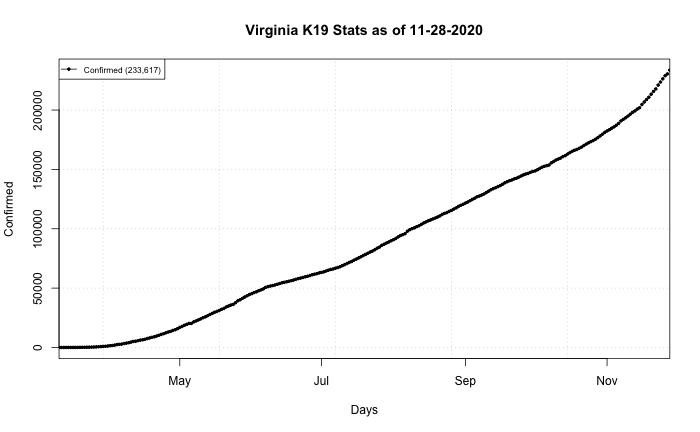 Virginia K19 Stats as of 11-28-2020
Confirmed (233,617)
200000
150000
100000
50000
0
Confirmed
May Jul Sep Nov
Days